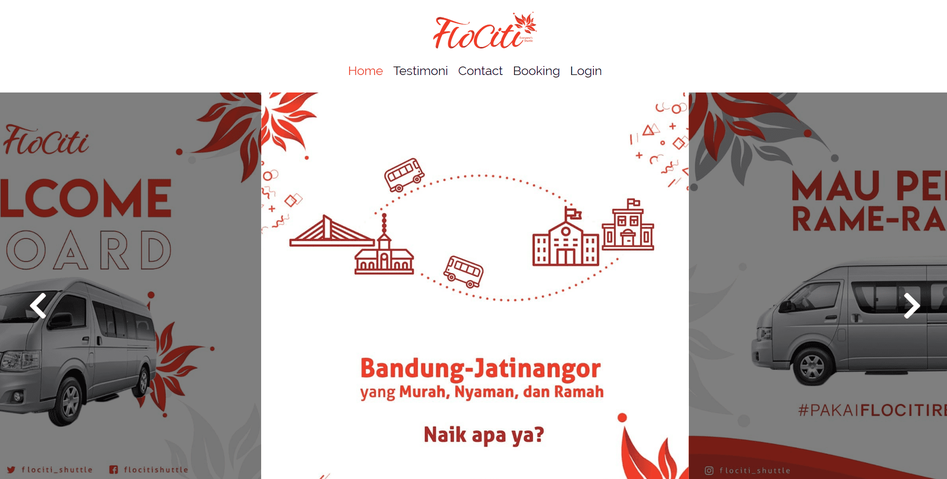 FloCiti
Home Testimoni Contact Booking Login
FloCiti
LCOME
OARD
flociti_shuttle flocitishuttle
Bandung-Jatinangor
yang Murah, Nyaman, dan Ramah
Naik apa ya?
MAU PE
RAME-RA
#PAKAIFLOCITIRE
flociti_shuttle